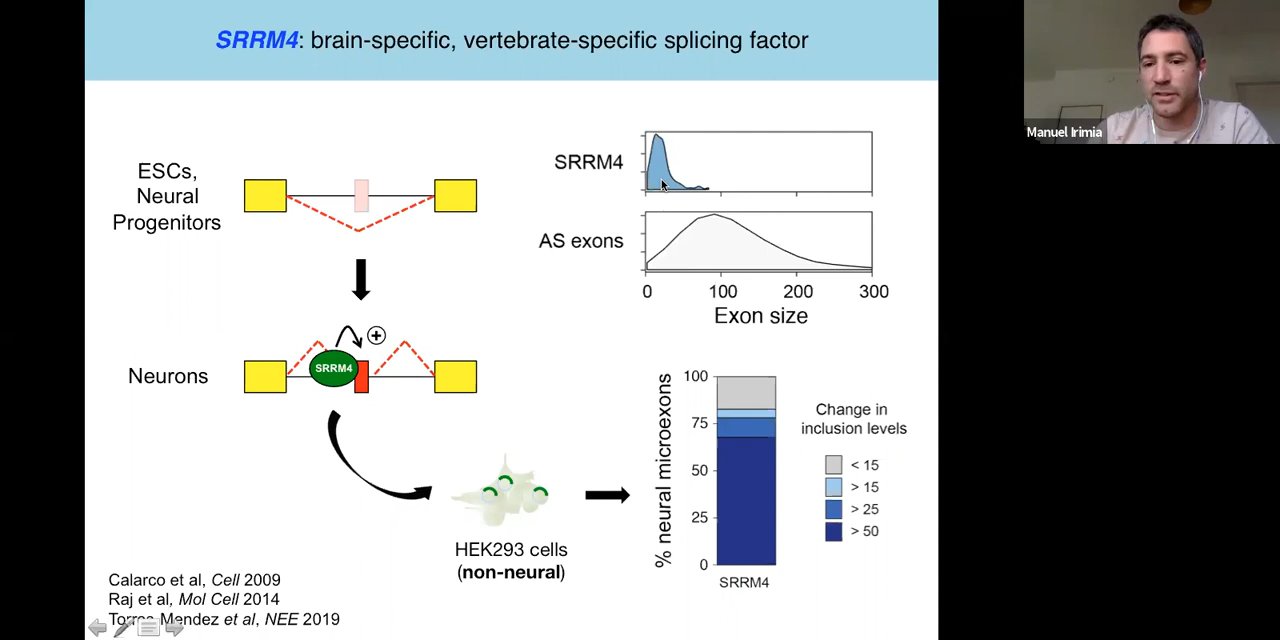 SRRM4: brain-specific, vertebrate-specific splicing factor
Manuel Irimia
ESCs,
Neural
Progenitors
SRRM4
AS exons
0 100 200 300
Exon size
Neurons
SRRM4
+
HEK293 cells
(non-neural)
% neural microexons
100
75
50
25
0
SRRM4
Change in
inclusion levels
< 15
> 15
> 25
> 50
Calarco et al, Cell 2009
Raj et al, Mol Cell 2014
Torres-Mendez et al, NEE 2019